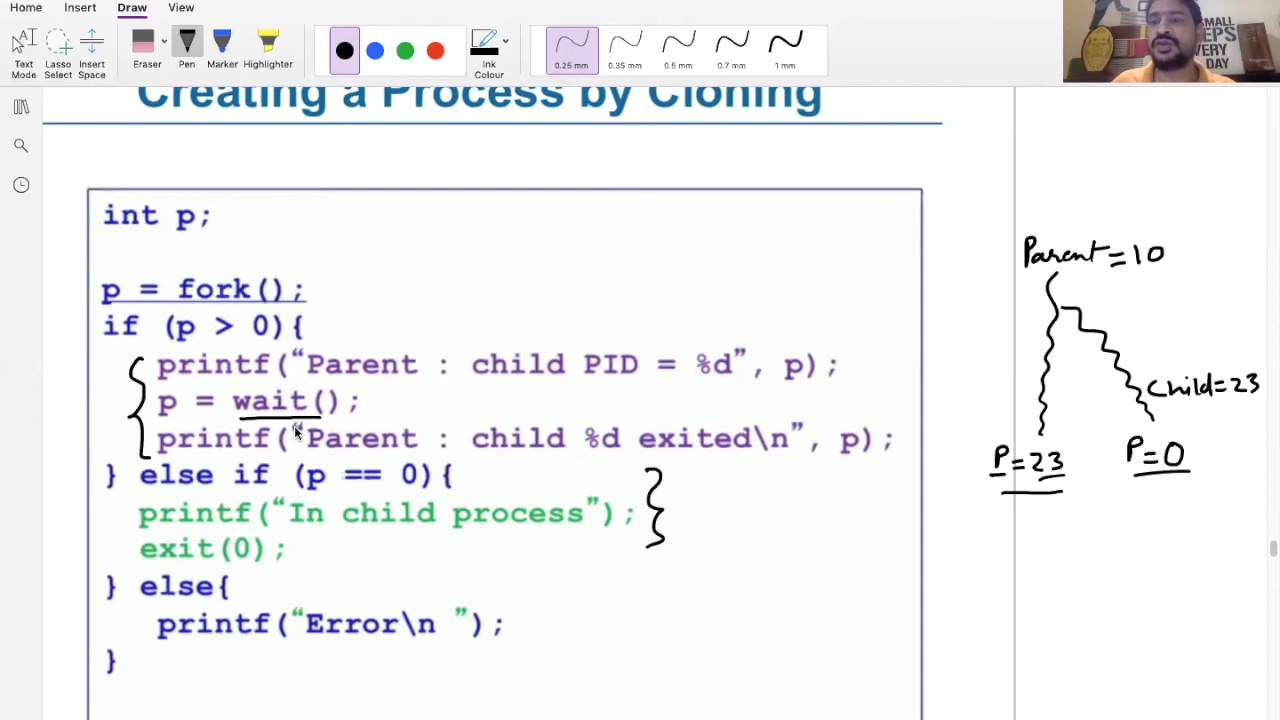 Home Insert Draw View
Text Mode
Lasso Select
Insert Space
Eraser
Pen
Marker
Highlighter
Ink Colour
0.25 mm
0.35 mm
0.5 mm
0.7 mm
1 mm
SMALL
EVERY
DAY
Creating a Process by Cloning
int p;
p = fork();
if (p > 0){
printf(“Parent : child PID = %d”, p);
p = wait();
printf(“Parent : child %d exited\n”, p);
} else if (p == 0){
printf(“In child process”);
exit(0);
} else{
printf(“Error\n ”);
}
Parent = 10
Child = 23
P = 23
P = 0